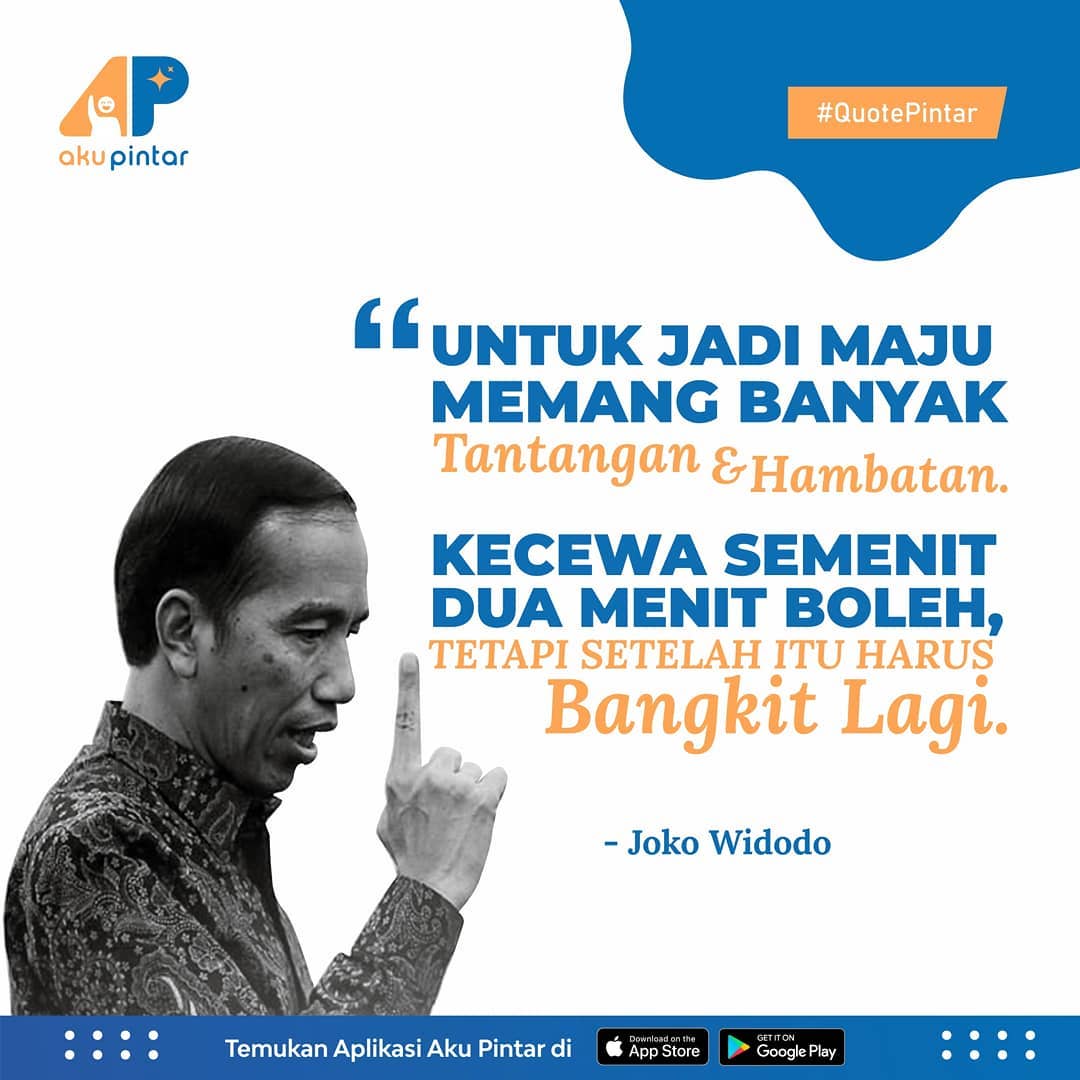 AP
aku pintar
#QuotePintar
“UNTUK JADI MAJU
MEMANG BANYAK
Tantangan & Hambatan.
KECEWA SEMENIT
DUA MENIT BOLEH,
TETAPI SETELAH ITU HARUS
Bangkit Lagi.
- Joko Widodo
Temukan Aplikasi Aku Pintar di
Download on the
App Store
GET IT ON
Google Play